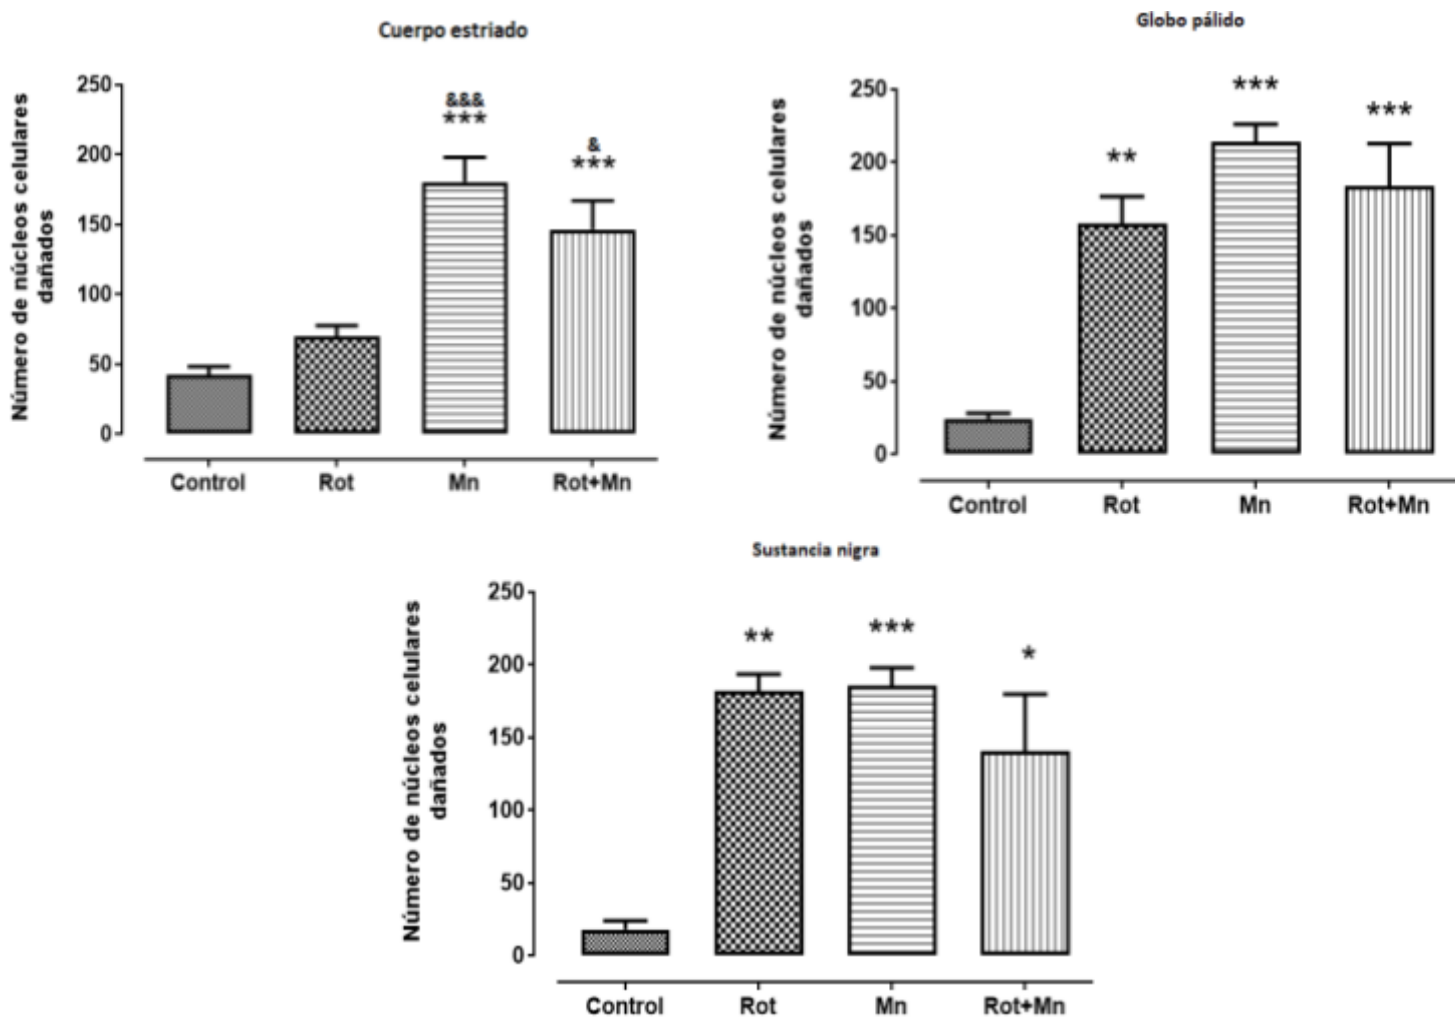 Cuerpo estriado
Número de núcleos celulares
dañados
250
200
150
100
50
0
&&&
***
&
***
Control Rot Mn Rot+Mn
Globo pálido
Número de núcleos celulares
dañados
250
200
150
100
50
0
**
***
***
Control Rot Mn Rot+Mn
Sustancia nigra
Número de núcleos celulares
dañados
250
200
150
100
50
0
**
***
*
Control Rot Mn Rot+Mn